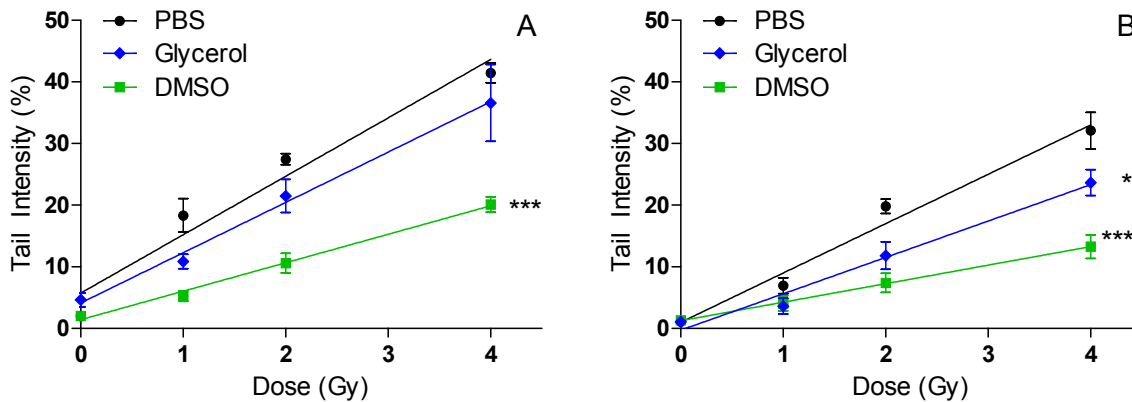 A
PBS
Glycerol
DMSO
Tail Intensity (%)
50
40
30
20
10
0
***
0 1 2 3 4
Dose (Gy)
B
PBS
Glycerol
DMSO
Tail Intensity (%)
50
40
30
20
10
0
*
***
0 1 2 3 4
Dose (Gy)